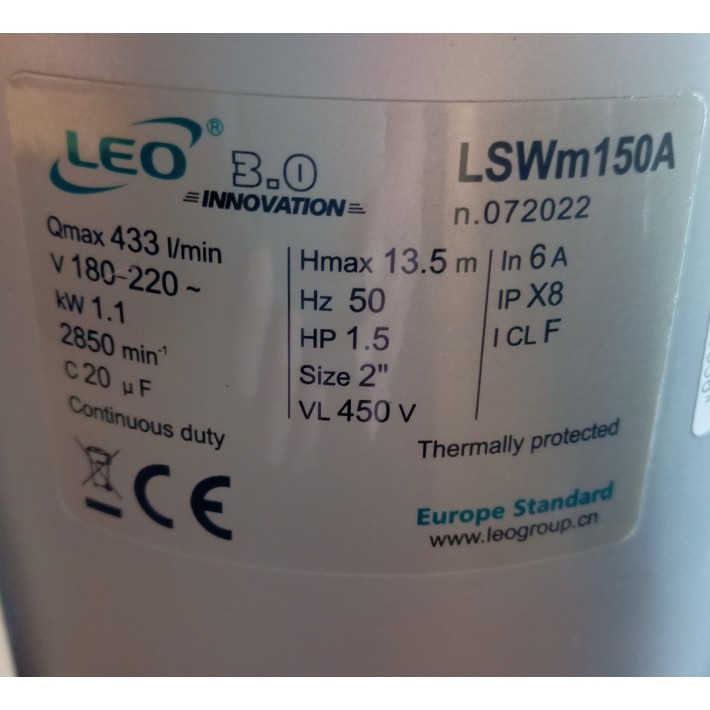 LEO®
3.0
INNOVATION
LSWm150A
n.072022
Qmax 433 l/min
V 180-220 ~
kW 1.1
2850 min⁻¹
C 20 μF
Continuous duty
Hmax 13.5 m
Hz 50
HP 1.5
Size 2"
VL 450 V
In 6 A
IP X8
I CL F
Thermally protected
CE
Europe Standard
www.leogroup.cn